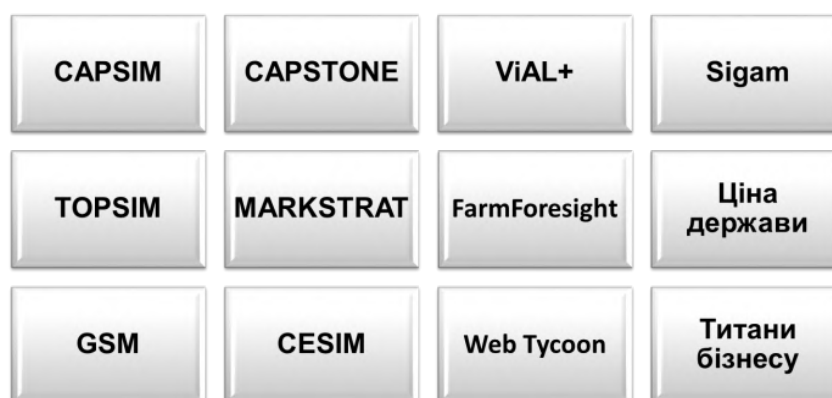 CAPSIM
CAPSTONE
ViAL+
Sigam
TOPSIM
MARKSTRAT
FarmForesight
Ціна
держави
GSM
CESIM
Web Tycoon
Титани
бізнесу